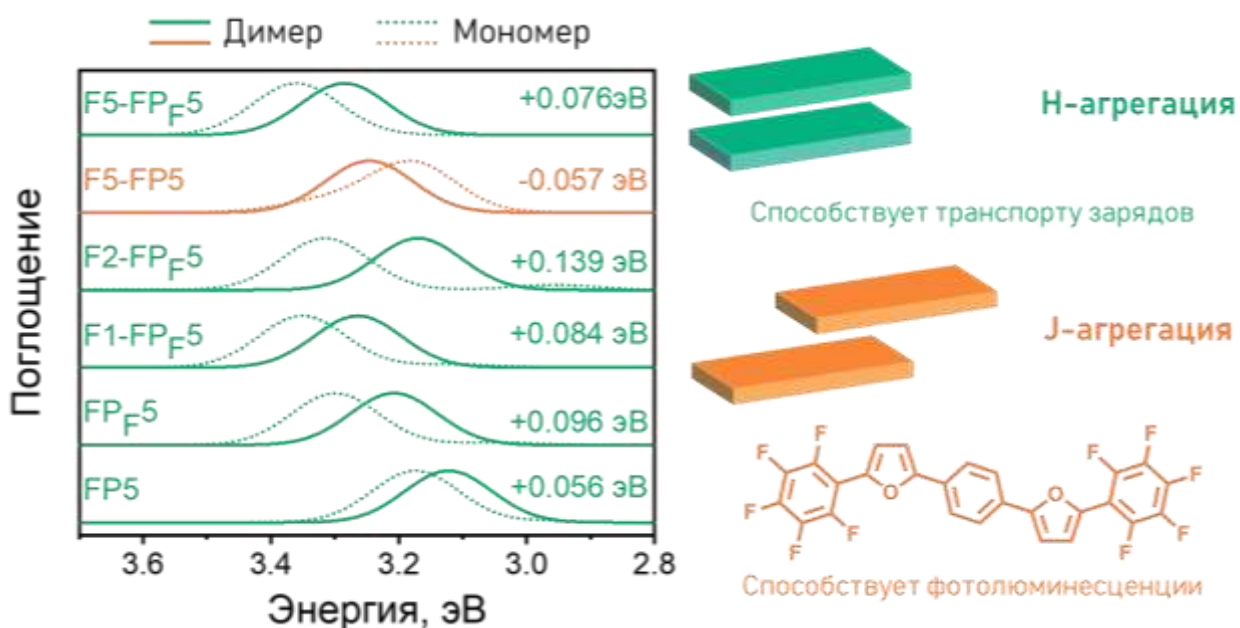 Димер
Мономер
F5-FPF5
+0.076эВ
F5-FP5
-0.057 эВ
F2-FPF5
+0.139 эВ
F1-FPF5
+0.084 эВ
FPF5
+0.096 эВ
FP5
+0.056 эВ
Поглощение
3.6 3.4 3.2 3.0 2.8
Энергия, эВ
H-агрегация
Способствует транспорту зарядов
J-агрегация
F F F F
F F
O O
F F
F F
Способствует фотолюминесценции